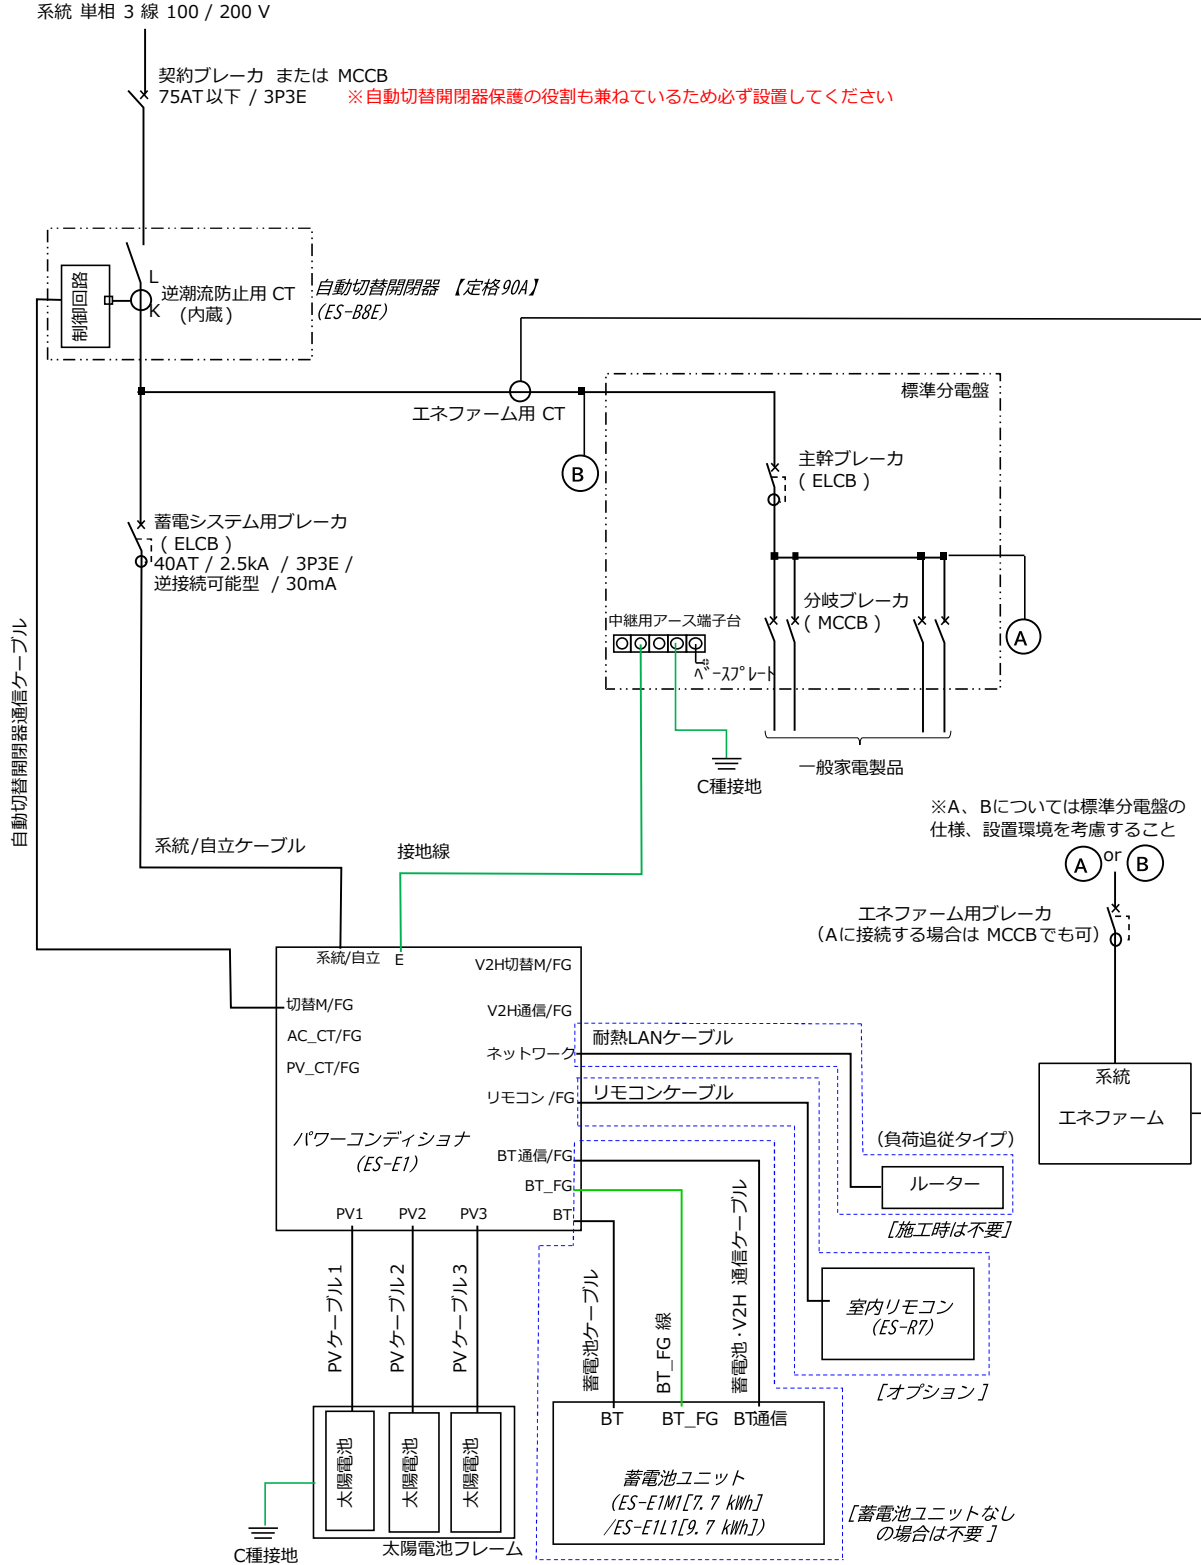 系統 単相 3 線 100 / 200 V
契約ブレーカ または MCCB
75AT以下 / 3P3E ※自動切替開閉器保護の役割も兼ねているため必ず設置してください
制御回路
L
K
逆潮流防止用 CT
(内蔵)
自動切替開閉器 【定格90A】
(ES-B8E)
エネファーム用 CT
標準分電盤
B
主幹ブレーカ
( ELCB )
蓄電システム用ブレーカ
( ELCB )
40AT / 2.5kA / 3P3E /
逆接続可能型 / 30mA
分岐ブレーカ
( MCCB )
中継用アース端子台
ベースプレート
A
自動切替開閉器通信ケーブル
C種接地
一般家電製品
※A、Bについては標準分電盤の
仕様、設置環境を考慮すること
A or B
系統/自立ケーブル
接地線
エネファーム用ブレーカ
(Aに接続する場合は MCCBでも可)
系統/自立
E
V2H切替M/FG
切替M/FG
V2H通信/FG
AC_CT/FG
ネットワーク
PV_CT/FG
リモコン /FG
耐熱LANケーブル
リモコンケーブル
パワーコンディショナ
(ES-E1)
BT通信/FG
BT_FG
BT
PV1
PV2
PV3
系統
エネファーム
(負荷追従タイプ)
ルーター
[施工時は不要]
PVケーブル1
PVケーブル2
PVケーブル3
蓄電池ケーブル
BT_FG 線
蓄電池・V2H 通信ケーブル
室内リモコン
(ES-R7)
[オプション]
BT
BT_FG
BT通信
太陽電池
太陽電池
太陽電池
蓄電池ユニット
(ES-E1M1[7.7 kWh]
/ES-E1L1[9.7 kWh])
[蓄電池ユニットなし
の場合は不要 ]
C種接地
太陽電池フレーム